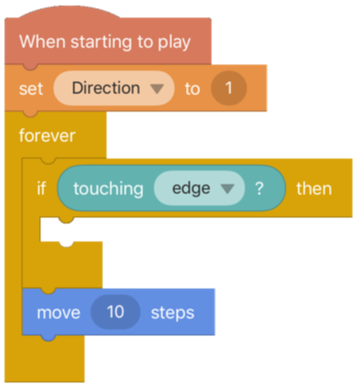 When starting to play
set Direction to 1
forever
if touching edge ? then
move 10 steps